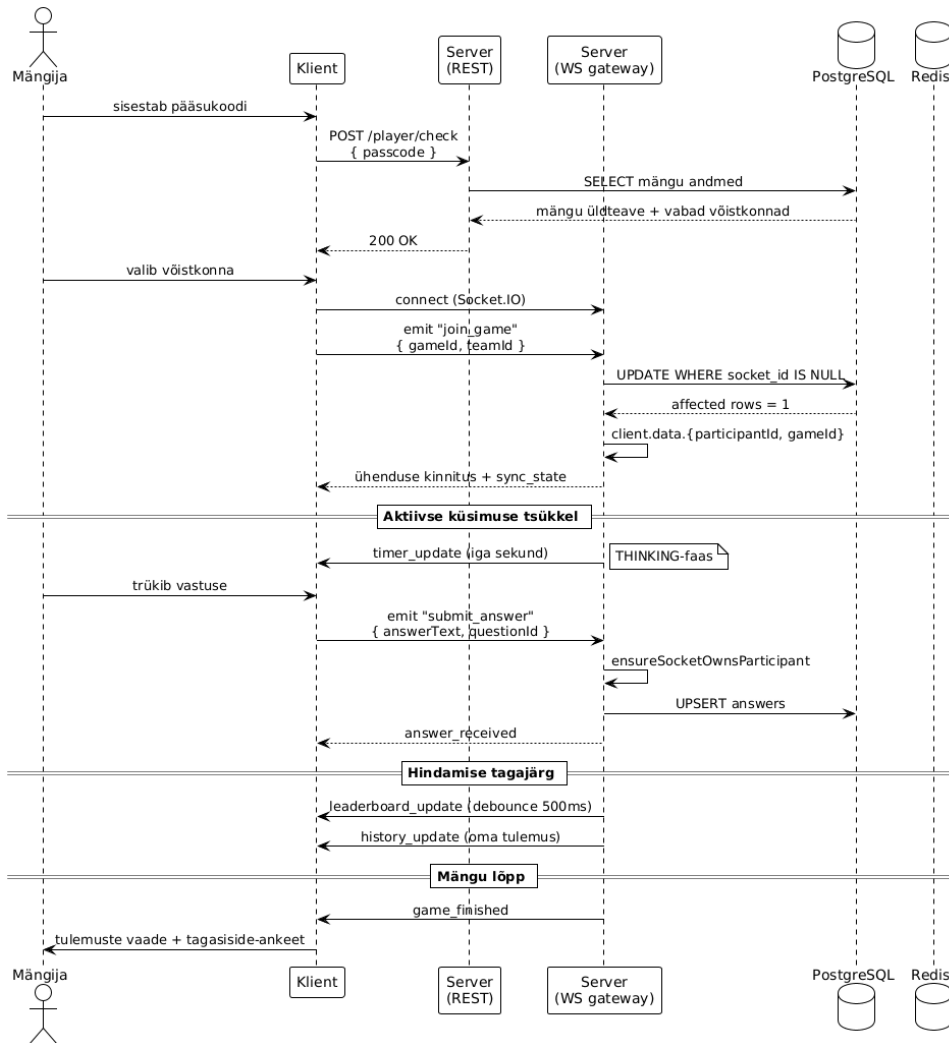 Mängija
Klient
Server
(REST)
Server
(WS gateway)
PostgreSQL
Redis
sisestab pääsukoodi
POST /player/check
{ passcode }
SELECT mängu andmed
mängu üldteave + vabad võistkonnad
200 OK
valib võistkonna
connect (Socket.IO)
emit "join_game"
{ gameId, teamId }
UPDATE WHERE socket_id IS NULL
affected rows = 1
client.data.{participantId, gameId}
ühenduse kinnitus + sync_state
Aktiivse küsimuse tsükkel
timer_update (iga sekund)
THINKING-faas
trükib vastuse
emit "submit_answer"
{ answerText, questionId }
ensureSocketOwnsParticipant
UPSERT answers
answer_received
Hindamise tagajärg
leaderboard_update (debounce 500ms)
history_update (oma tulemus)
Mängu lõpp
game_finished
tulemuste vaade + tagasiside-ankeet
Mängija
Klient
Server
(REST)
Server
(WS gateway)
PostgreSQL
Redis